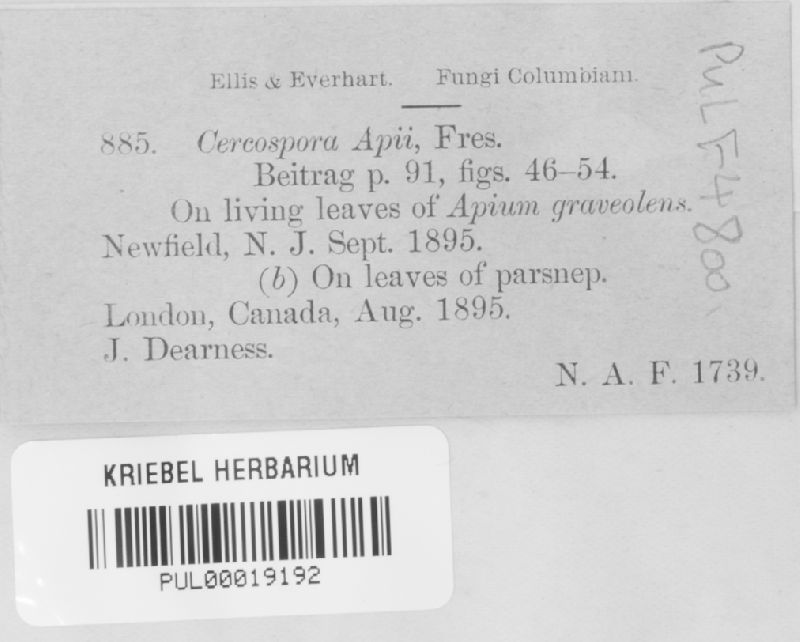 Ellis & Everhart. Fungi Columbiani.
885. Cercospora Apii, Fres.
Beitrag p. 91, figs. 46–54.
On living leaves of Apium graveolens.
Newfield, N. J. Sept. 1895.
(b) On leaves of parsnep.
London, Canada, Aug. 1895.
J. Dearness.
N. A. F. 1739.
PUL F4800
KRIEBEL HERBARIUM
PUL00019192